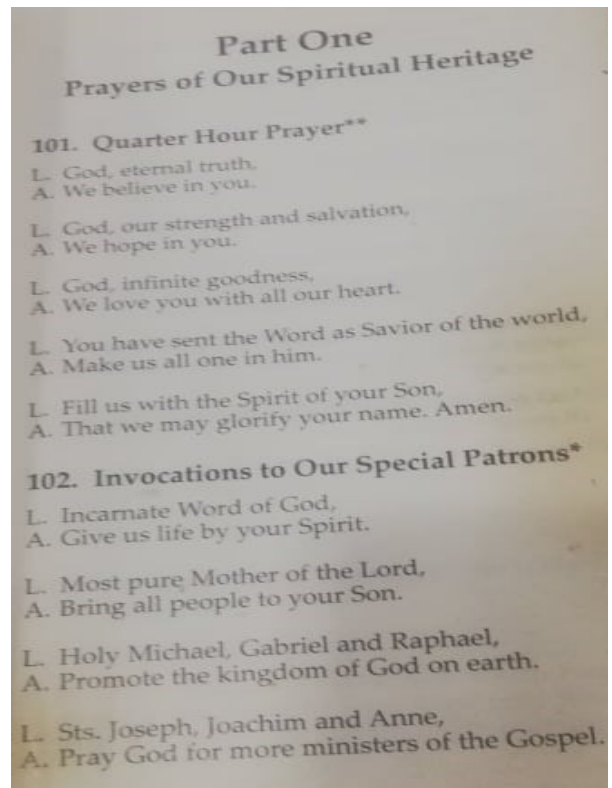 Part One
Prayers of Our Spiritual Heritage
101. Quarter Hour Prayer**
L. God, eternal truth,
A. We believe in you.
L. God, our strength and salvation,
A. We hope in you.
L. God, infinite goodness,
A. We love you with all our heart.
L. You have sent the Word as Savior of the world,
A. Make us all one in him.
L. Fill us with the Spirit of your Son,
A. That we may glorify your name. Amen.
102. Invocations to Our Special Patrons*
L. Incarnate Word of God,
A. Give us life by your Spirit.
L. Most pure Mother of the Lord,
A. Bring all people to your Son.
L. Holy Michael, Gabriel and Raphael,
A. Promote the kingdom of God on earth.
L. Sts. Joseph, Joachim and Anne,
A. Pray God for more ministers of the Gospel.